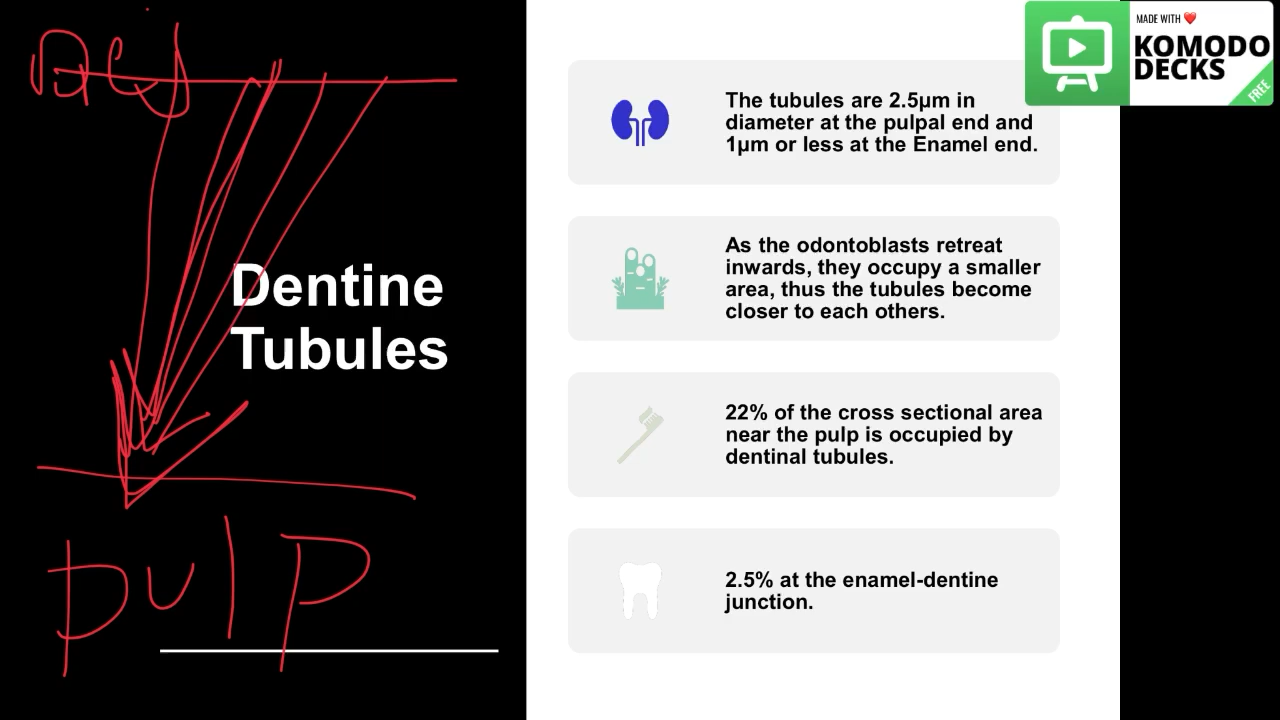 DEJ
Dentine
Tubules
pulp
The tubules are 2.5µm in
diameter at the pulpal end and
1µm or less at the Enamel end.
As the odontoblasts retreat
inwards, they occupy a smaller
area, thus the tubules become
closer to each others.
22% of the cross sectional area
near the pulp is occupied by
dentinal tubules.
2.5% at the enamel-dentine
junction.
MADE WITH ❤️
KOMODO
DECKS
FREE